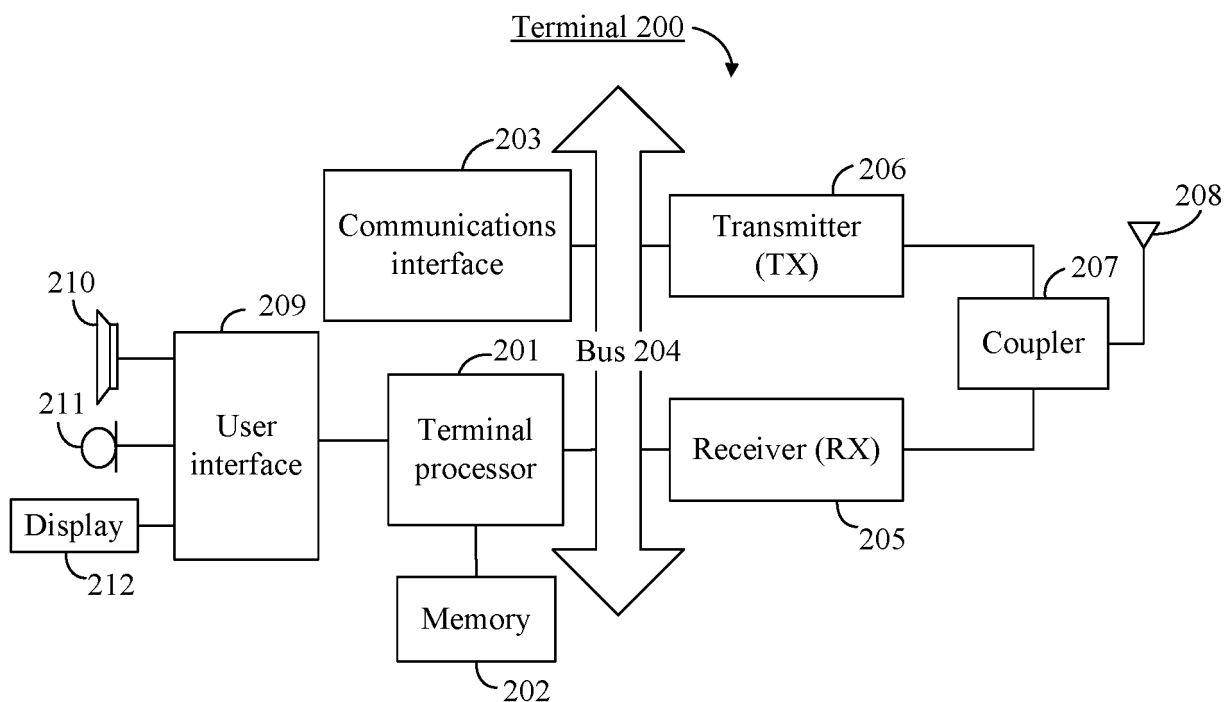 Terminal 200
203
Communications
interface
206
Transmitter
(TX)
208
207
Coupler
210
209
User
interface
211
Display
212
201
Terminal
processor
Bus 204
Receiver (RX)
205
Memory
202